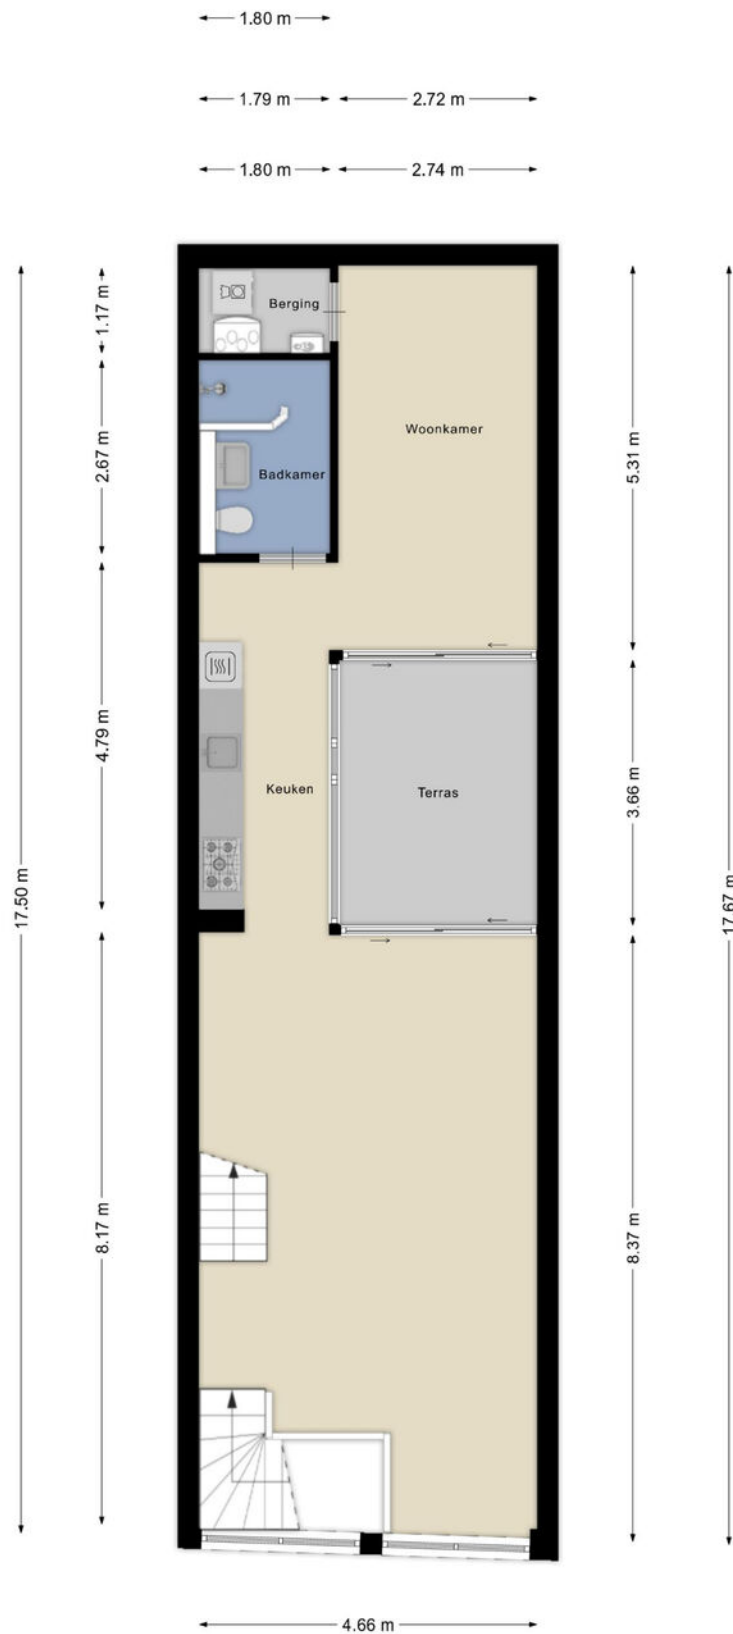 1.80 m
1.79 m 2.72 m
1.80 m 2.74 m
1.17 m
Berging
Woonkamer
2.67 m
5.31 m
Badkamer
4.79 m
Keuken
Terras
3.66 m
17.50 m
17.67 m
8.17 m
8.37 m
4.66 m